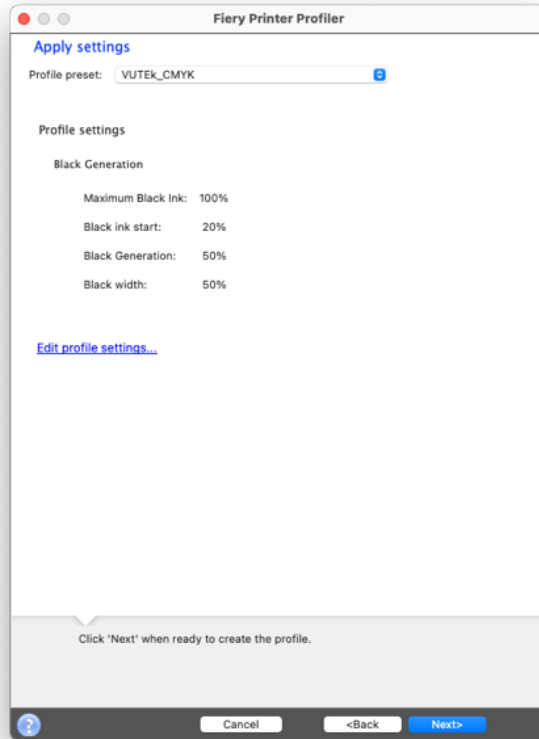 Fiery Printer Profiler
Apply settings
Profile preset: VUTEk_CMYK
Profile settings
Black Generation
Maximum Black Ink: 100%
Black ink start: 20%
Black Generation: 50%
Black width: 50%
Edit profile settings...
Click 'Next' when ready to create the profile.
? Cancel <Back Next>